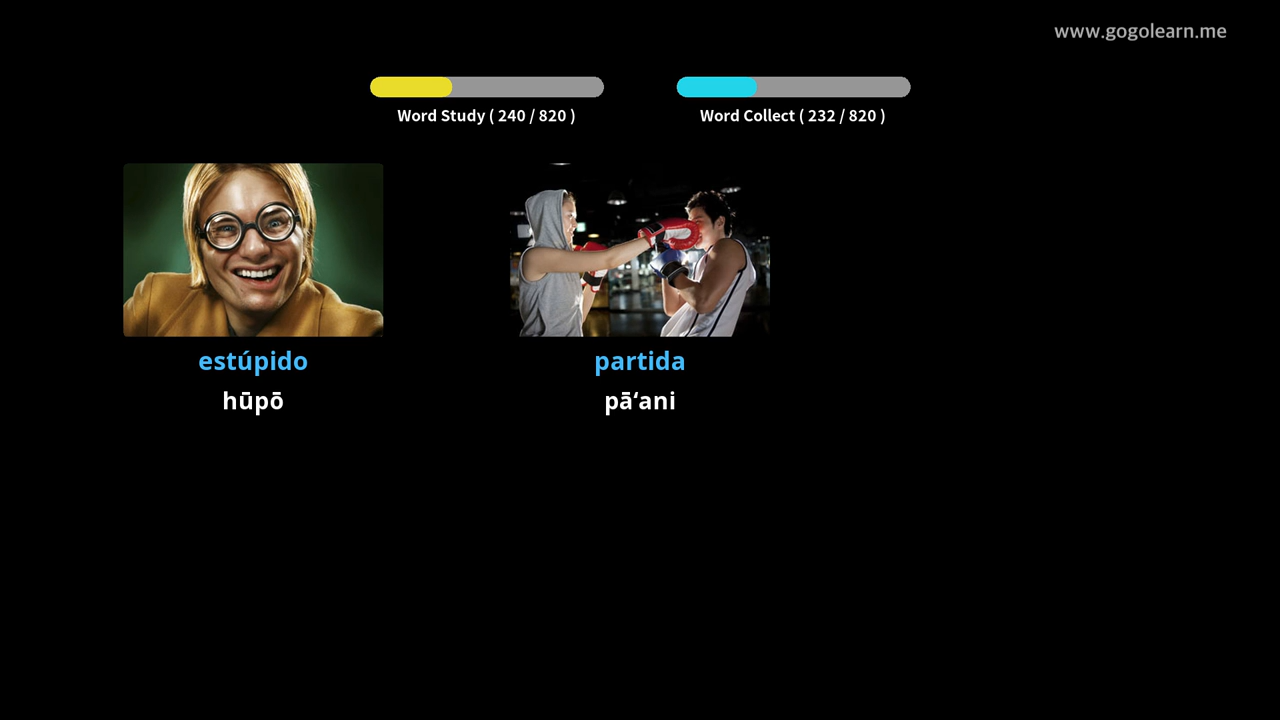 www.gogolearn.me
Word Study ( 240 / 820 )
Word Collect ( 232 / 820 )
estúpido
hūpō
partida
pāʻani